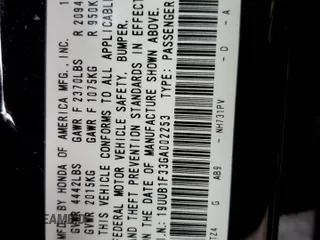 MFD BY HONDA OF AMERICA MFG., INC. 1
GVWR 4442LBS GAWR F 2370LBS R 2094
GVWR 2015KG GAWR F 1075KG R 950K
THIS VEHICLE CONFORMS TO ALL APPLICABLE
FEDERAL MOTOR VEHICLE SAFETY, BUMPER,
AND THEFT PREVENTION STANDARDS IN EFFECT
ON THE DATE OF MANUFACTURE SHOWN ABOVE.
.N.:19UUB1F33GA002253 TYPE: PASSENGER
TZ4 G AB9 - NH731PV - D - A